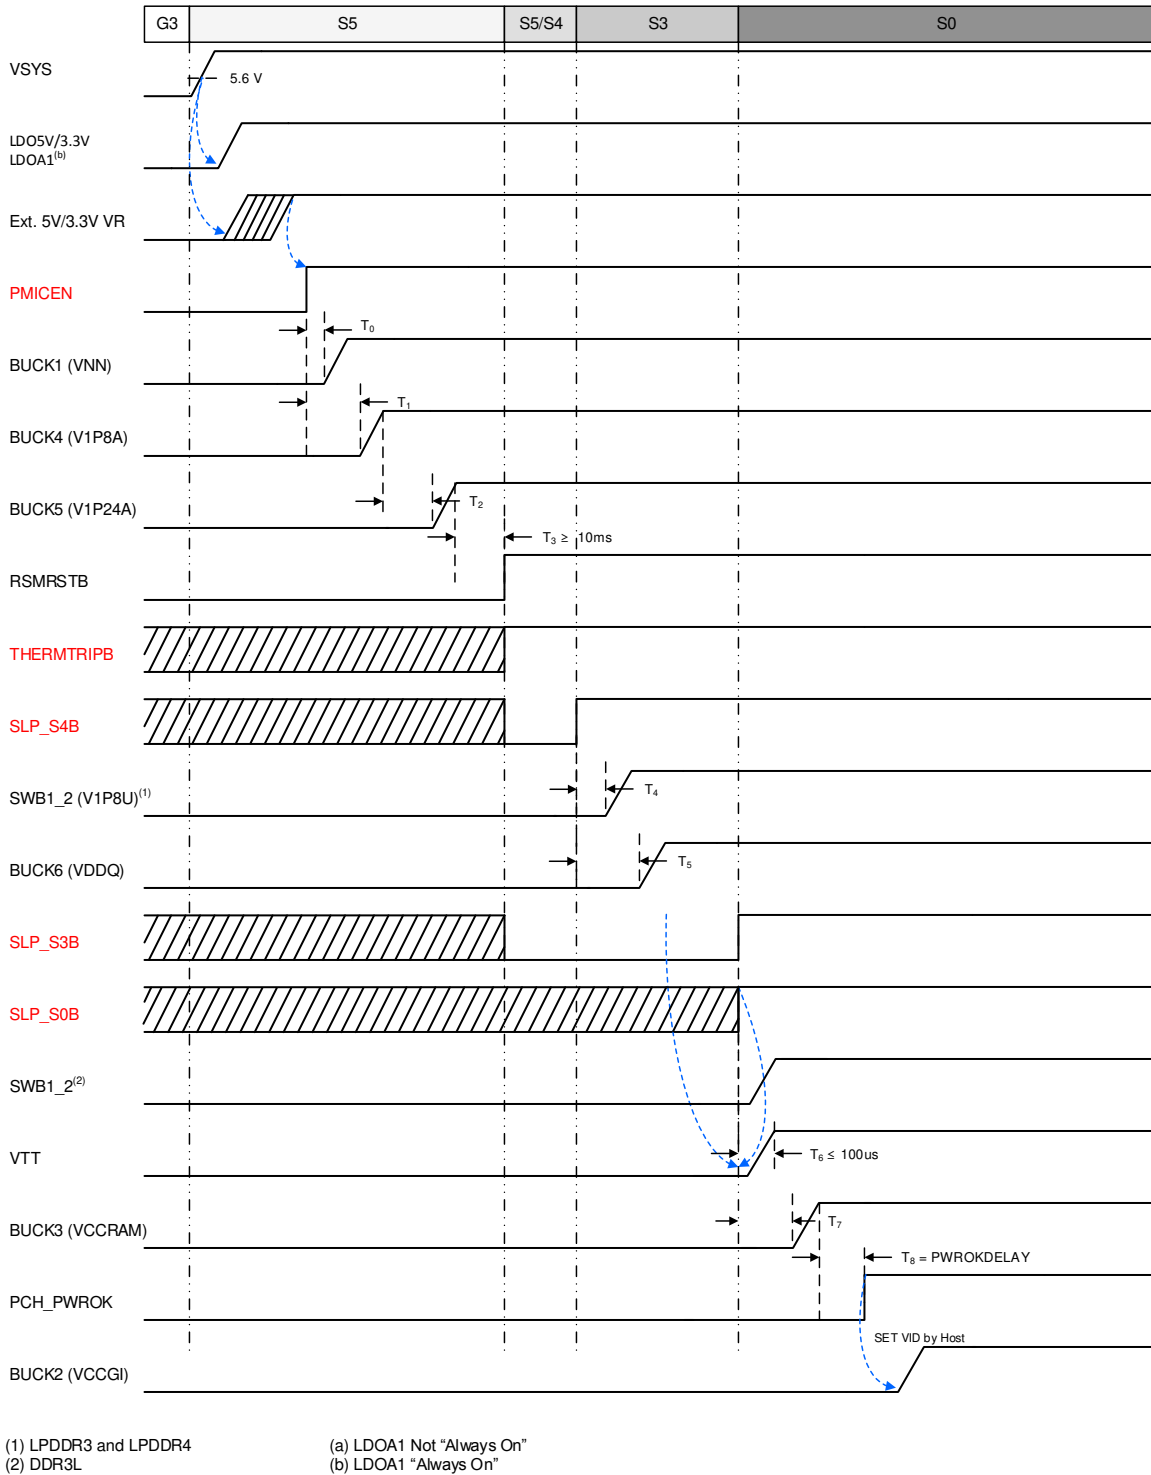 G3 S5 S5/S4 S3 S0
VSYS
5.6 V
LDO5V/3.3V
LDOA1(b)
Ext. 5V/3.3V VR
PMICEN
T0
BUCK1 (VNN)
T1
BUCK4 (V1P8A)
T2
BUCK5 (V1P24A)
T3 ≥ 10ms
RSMRSTB
THERMTRIPB
SLP_S4B
SWB1_2 (V1P8U)(1)
T4
BUCK6 (VDDQ)
T5
SLP_S3B
SLP_S0B
SWB1_2(2)
VTT
T6 ≤ 100us
BUCK3 (VCCRAM)
T7
T8 = PWROKDELAY
PCH_PWROK
SET VID by Host
BUCK2 (VCCGI)
(1) LPDDR3 and LPDDR4
(2) DDR3L
(a) LDOA1 Not “Always On”
(b) LDOA1 “Always On”